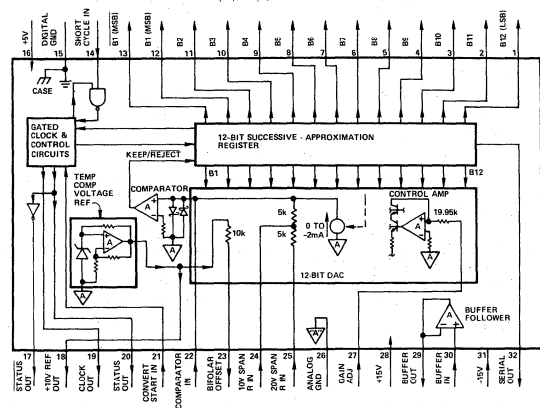 +5V
DIGITAL GND
SHORT CYCLE IN
B1 (MSB)
B1 (MSB)
B2
B3
B4
B5
B6
B7
B8
B9
B10
B11
B12 (LSB)
16
15
14
13
12
11
10
9
8
7
6
5
4
3
2
1
CASE
GATED
CLOCK &
CONTROL
CIRCUITS
12-BIT SUCCESSIVE - APPROXIMATION
REGISTER
KEEP/REJECT
B1
B12
TEMP
COMP
VOLTAGE
REF
COMPARATOR
CONTROL AMP
A
A
A
A
A
A
A
A
10k
5k
5k
0 TO
-2mA
19.95k
12-BIT DAC
"A"
A
BUFFER
FOLLOWER
17
18
19
20
21
22
23
24
25
26
27
28
29
30
31
32
STATUS OUT
+10V REF OUT
CLOCK OUT
STATUS OUT
CONVERT START IN
COMPARATOR IN
BIPOLAR OFFSET
10V SPAN R IN
20V SPAN R IN
ANALOG GND
GAIN ADJ
+15V
BUFFER OUT
BUFFER IN
-15V
SERIAL OUT